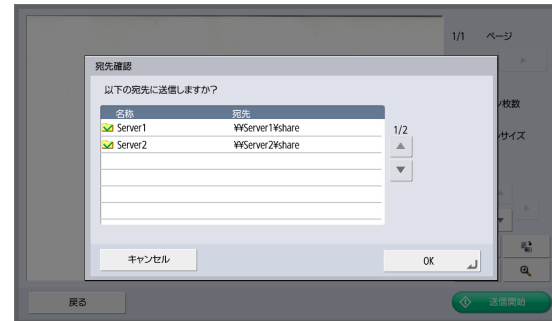 1/1 ページ
宛先確認
以下の宛先に送信しますか?
名称 宛先
Server1 ¥¥Server1¥share
Server2 ¥¥Server2¥share
1/2
枚数
サイズ
キャンセル
OK
戻る
送信開始